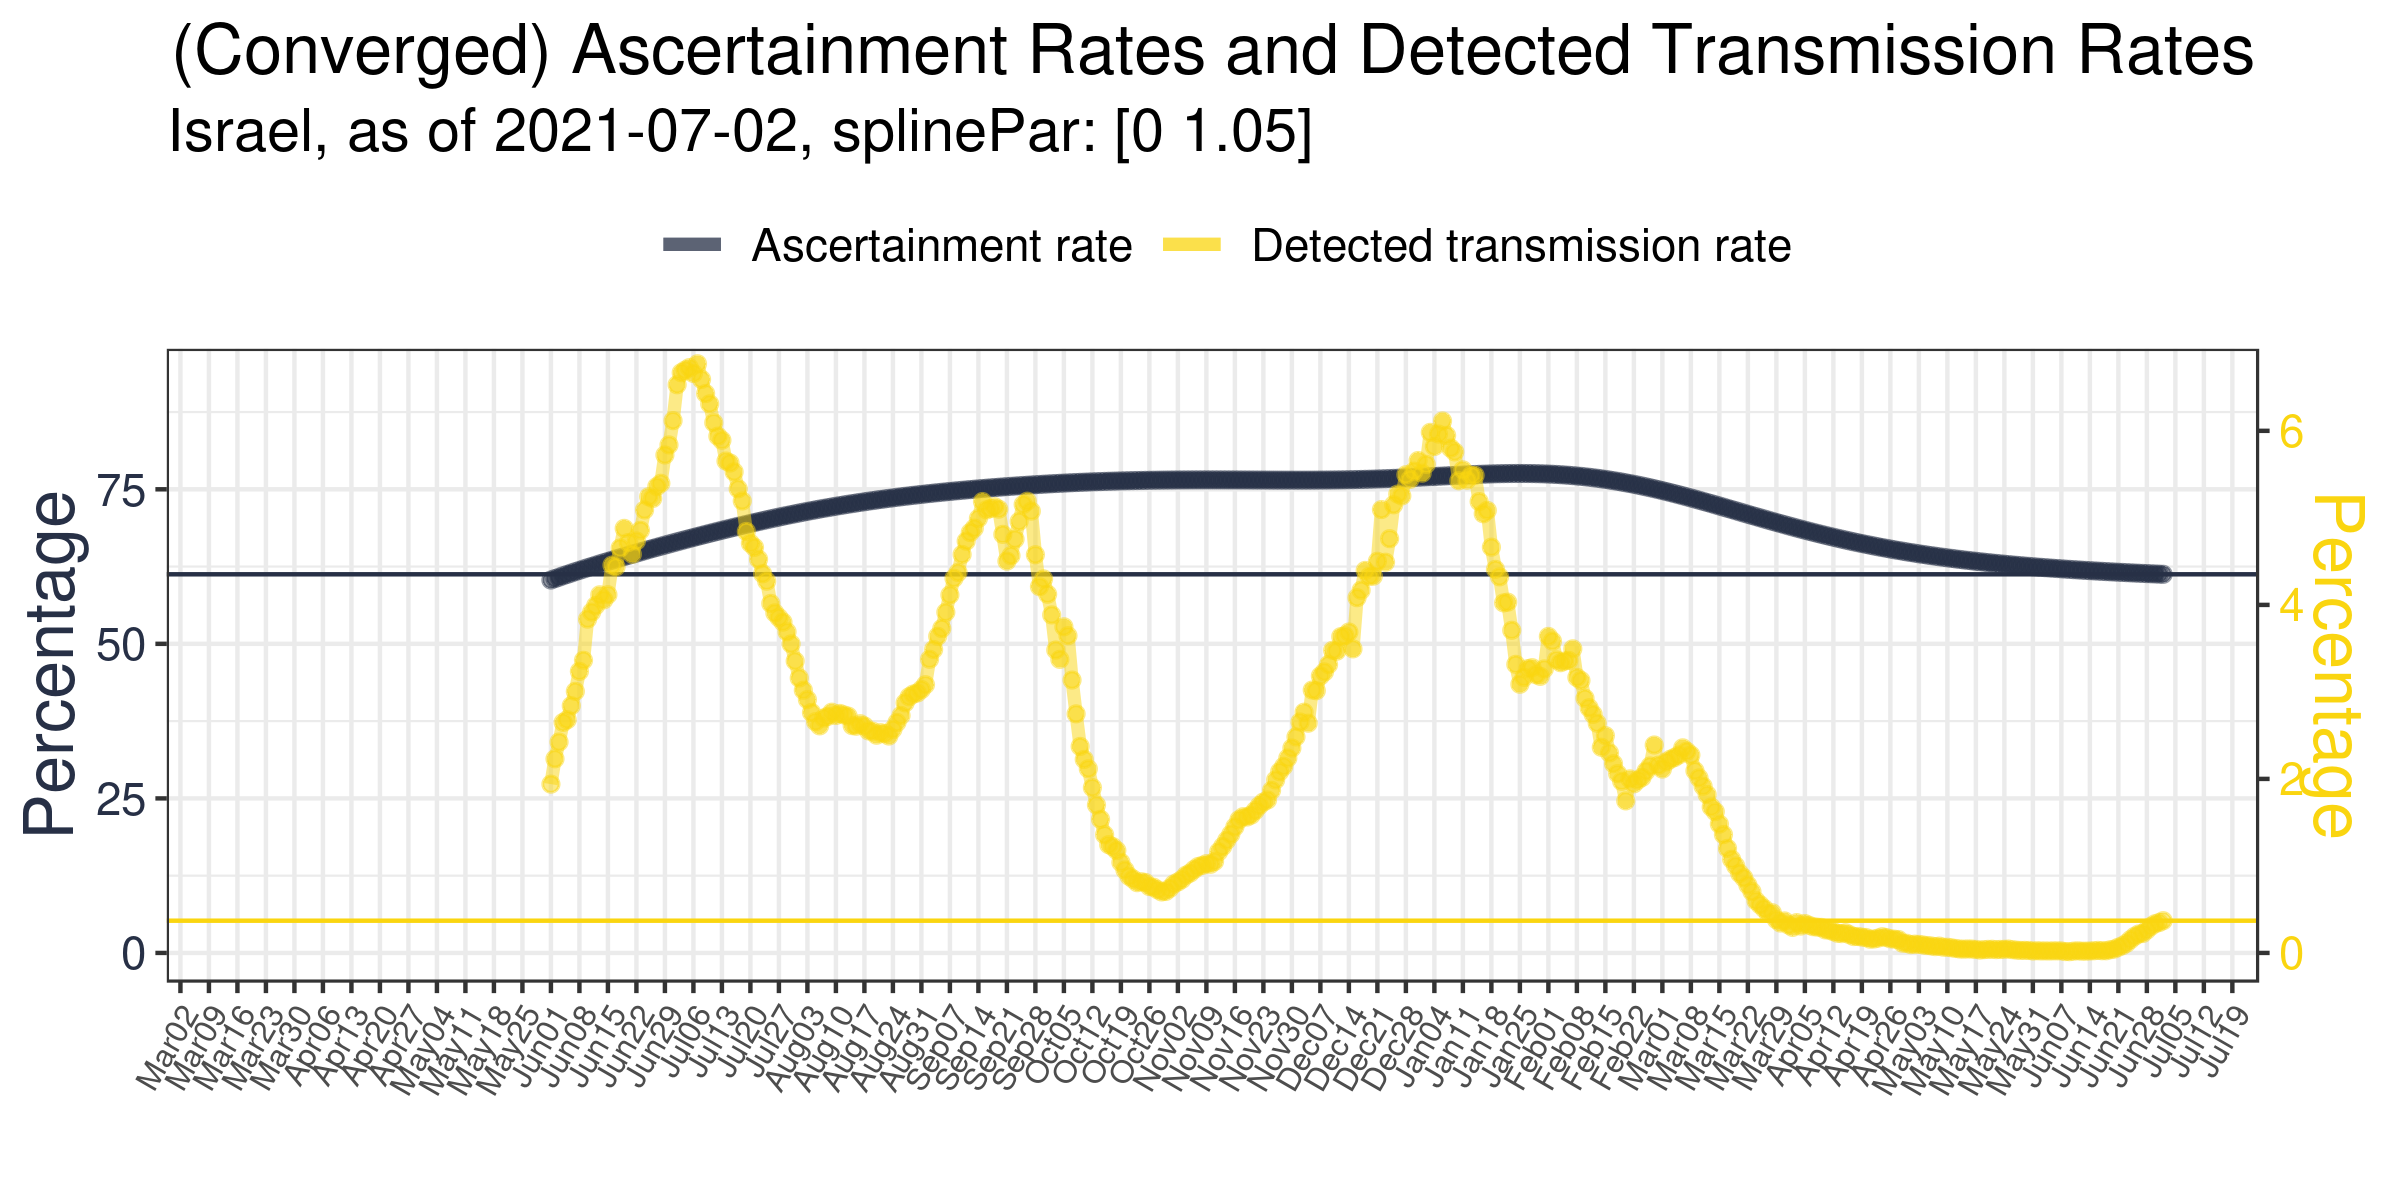 (Converged) Ascertainment Rates and Detected Transmission Rates
Israel, as of 2021-07-02, splinePar: [0 1.05]
Ascertainment rate Detected transmission rate
Percentage
75
50
25
0
6
4
2
0
Percentage
Mar02 Mar09 Mar16 Mar23 Mar30 Apr06 Apr13 Apr20 Apr27 May04 May11 May18 May25 Jun01 Jun08 Jun15 Jun22 Jun29 Jul06 Jul13 Jul20 Jul27 Aug03 Aug10 Aug17 Aug24 Aug31 Sep07 Sep14 Sep21 Sep28 Oct05 Oct12 Oct19 Oct26 Nov02 Nov09 Nov16 Nov23 Nov30 Dec07 Dec14 Dec21 Dec28 Jan04 Jan11 Jan18 Jan25 Feb01 Feb08 Feb15 Feb22 Mar01 Mar08 Mar15 Mar22 Mar29 Apr05 Apr12 Apr19 Apr26 May03 May10 May17 May24 May31 Jun07 Jun14 Jun21 Jun28 Jul05 Jul12 Jul19